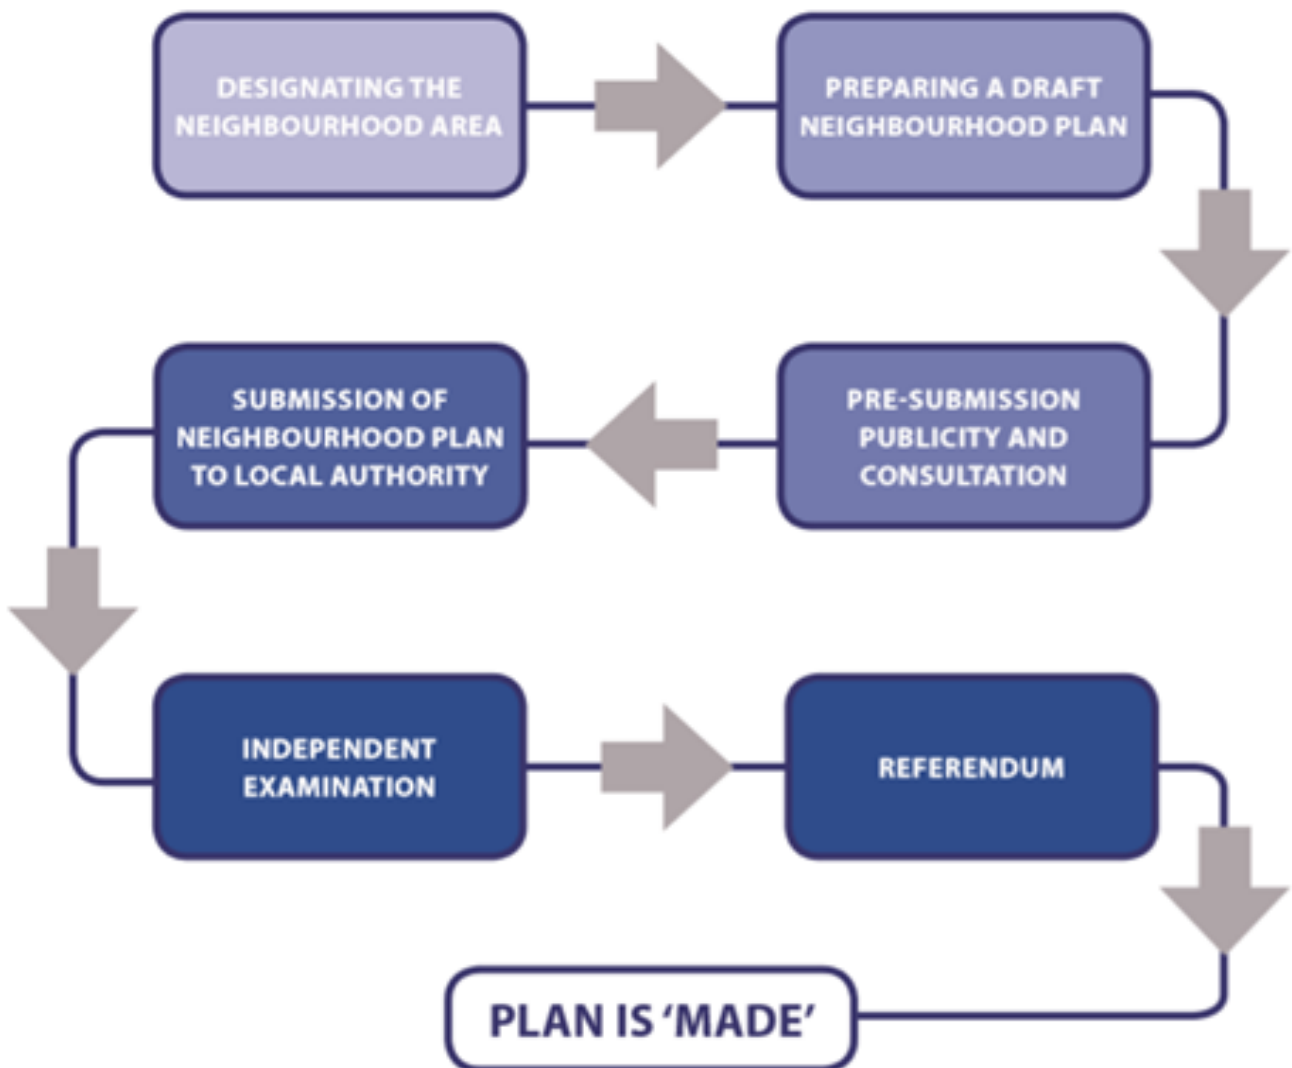 DESIGNATING THE
NEIGHBOURHOOD AREA
PREPARING A DRAFT
NEIGHBOURHOOD PLAN
PRE-SUBMISSION
PUBLICITY AND
CONSULTATION
SUBMISSION OF
NEIGHBOURHOOD PLAN
TO LOCAL AUTHORITY
INDEPENDENT
EXAMINATION
REFERENDUM
PLAN IS ‘MADE’